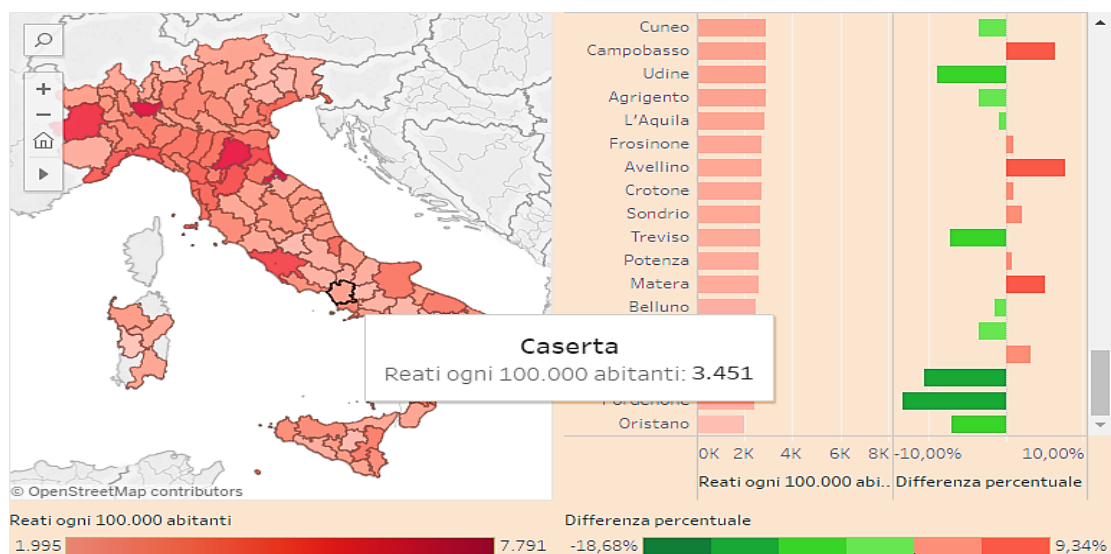 Cuneo
Campobasso
Udine
Agrigento
L'Aquila
Frosinone
Avellino
Crotone
Sondrio
Treviso
Potenza
Matera
Belluno
Caserta
Reati ogni 100.000 abitanti: 3.451
Oristano
0K 2K 4K 6K 8K -10,00% 10,00%
Reati ogni 100.000 abi.. Differenza percentuale
© OpenStreetMap contributors
Reati ogni 100.000 abitanti
1.995 7.791
Differenza percentuale
-18,68% 9,34%